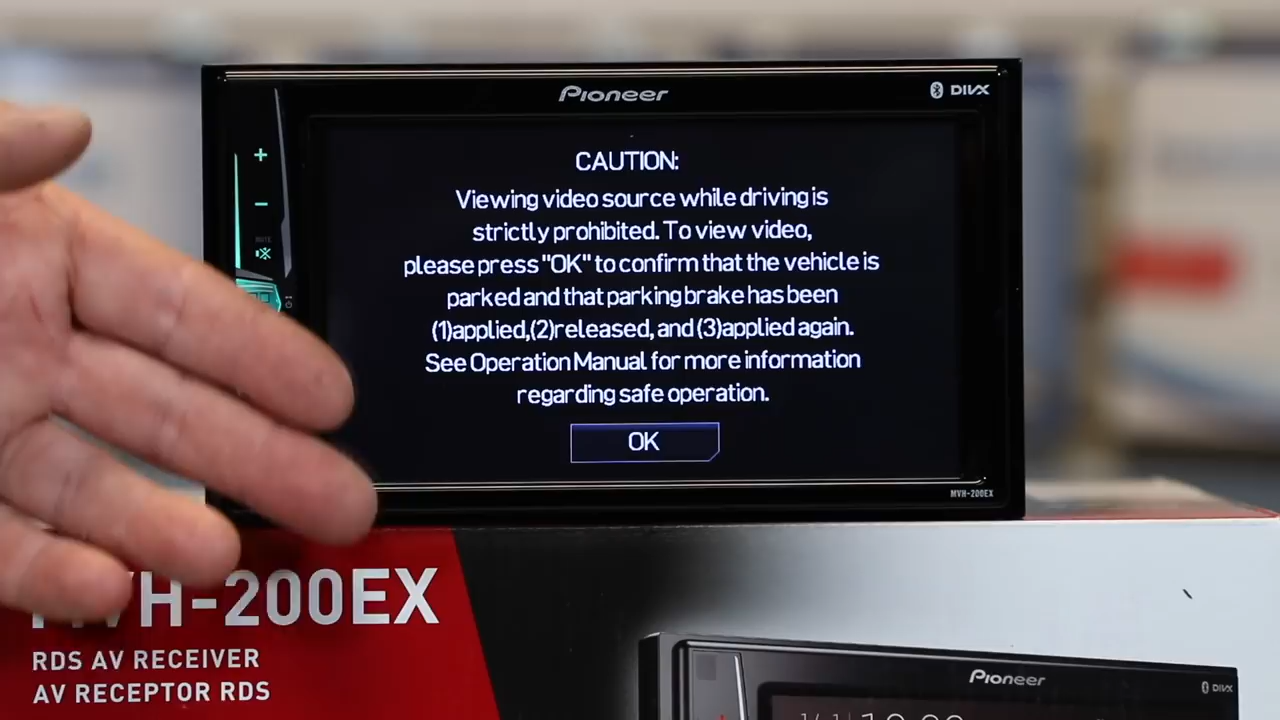 Pioneer
DIVX
+
−
MUTE
CAUTION:
Viewing video source while driving is
strictly prohibited. To view video,
please press "OK" to confirm that the vehicle is
parked and that parking brake has been
(1)applied,(2)released, and (3)applied again.
See Operation Manual for more information
regarding safe operation.
OK
MVH-200EX
MVH-200EX
RDS AV RECEIVER
AV RECEPTOR RDS
Pioneer
DIVX